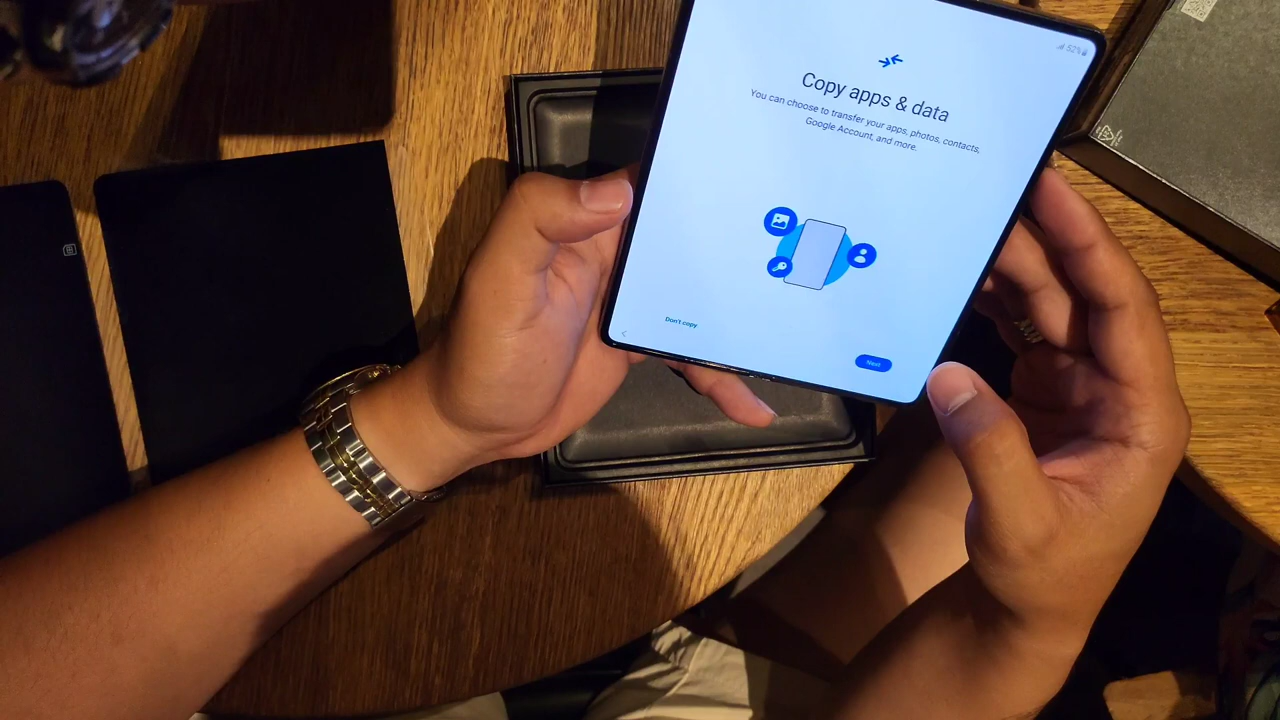 52%
Copy apps & data
You can choose to transfer your apps, photos, contacts,
Google Account, and more.
Don't copy
Next